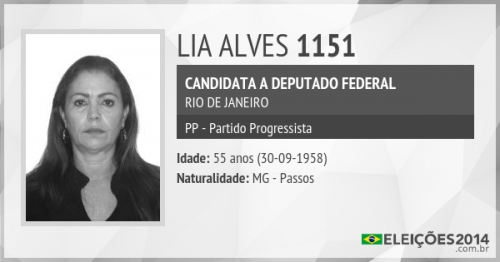 LIA ALVES 1151
CANDIDATA A DEPUTADO FEDERAL
RIO DE JANEIRO
PP - Partido Progressista
Idade: 55 anos (30-09-1958)
Naturalidade: MG - Passos
ELEIÇÕES2014
.com.br